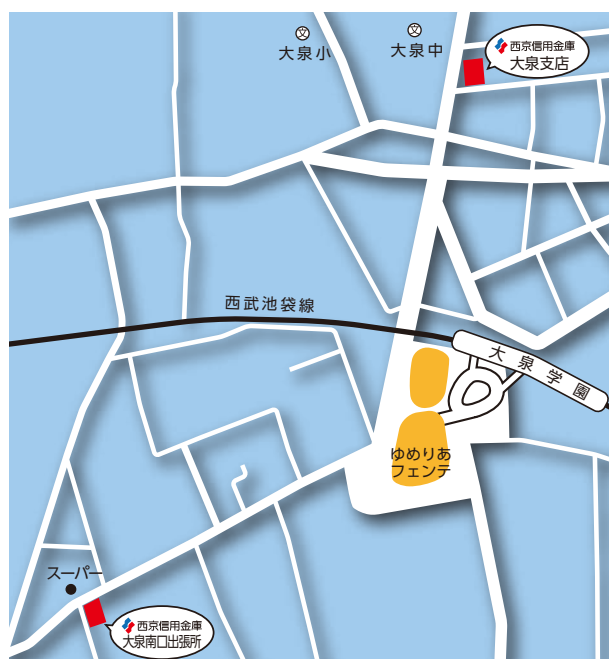 文
文
大泉小
大泉中
西京信用金庫
大泉支店
西武池袋線
大泉学園
ゆめりあ
フェンテ
スーパー
西京信用金庫
大泉南口出張所